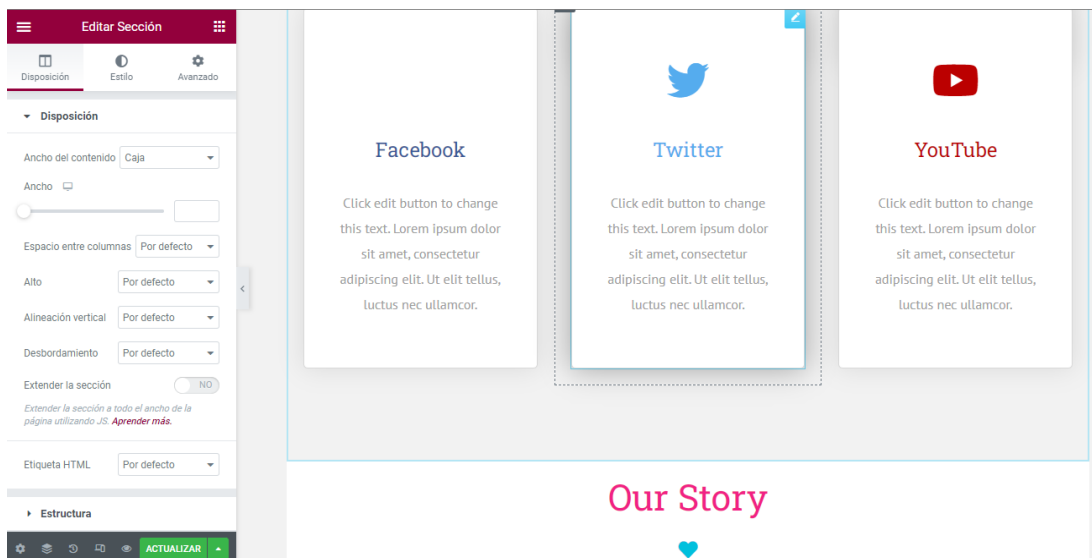 Editar Sección
Disposición
Estilo
Avanzado
Disposición
Ancho del contenido
Caja
Ancho
Espacio entre columnas
Por defecto
Alto
Por defecto
Alineación vertical
Por defecto
Desbordamiento
Por defecto
Extender la sección
NO
Extender la sección a todo el ancho de la
página utilizando JS. Aprender más.
Etiqueta HTML
Por defecto
Estructura
ACTUALIZAR
Facebook
Click edit button to change
this text. Lorem ipsum dolor
sit amet, consectetur
adipiscing elit. Ut elit tellus,
luctus nec ullamcor.
Twitter
Click edit button to change
this text. Lorem ipsum dolor
sit amet, consectetur
adipiscing elit. Ut elit tellus,
luctus nec ullamcor.
YouTube
Click edit button to change
this text. Lorem ipsum dolor
sit amet, consectetur
adipiscing elit. Ut elit tellus,
luctus nec ullamcor.
Our Story